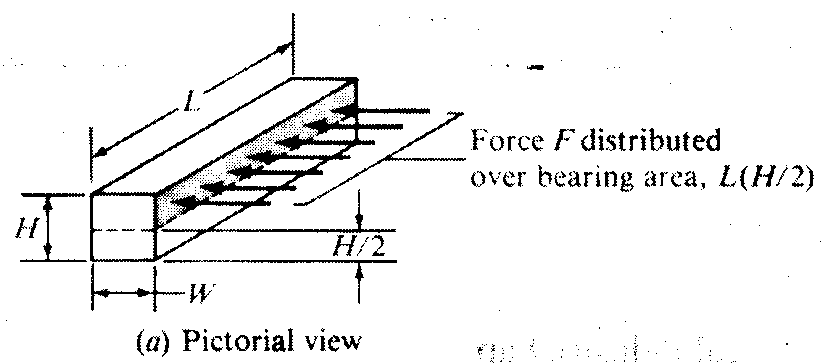 L
Force F distributed
over bearing area, L(H/2)
H
H/2
W
(a) Pictorial view